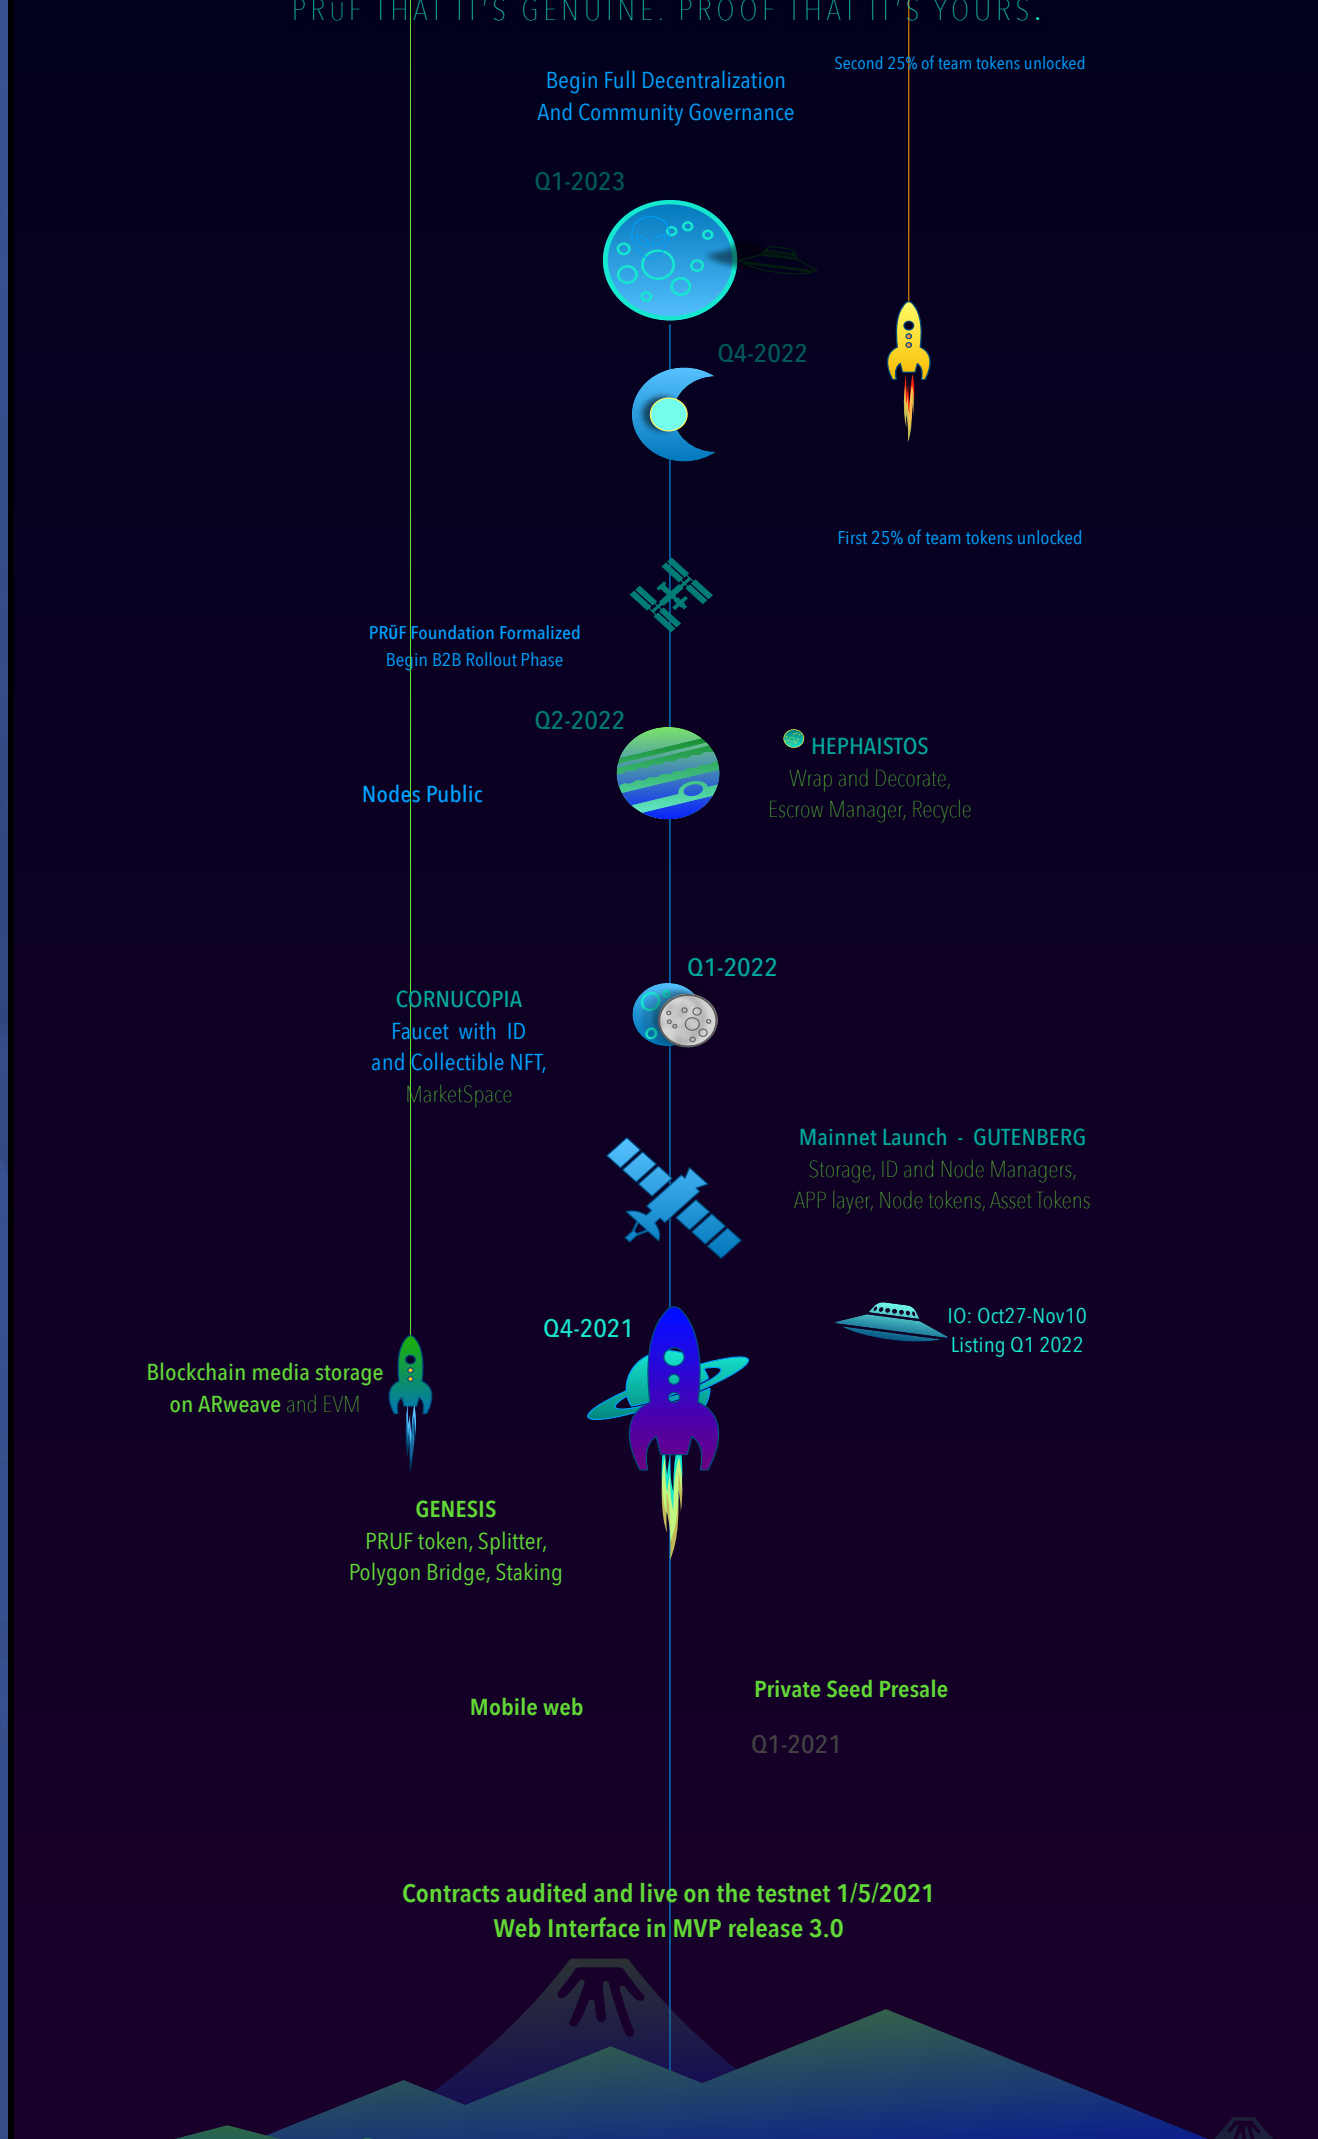 PRüF THAT IT'S GENUINE. PROOF THAT IT'S YOURS.
Second 25% of team tokens unlocked
Begin Full Decentralization
And Community Governance
Q1-2023
Q4-2022
First 25% of team tokens unlocked
PRÜF Foundation Formalized
Begin B2B Rollout Phase
Q2-2022
HEPHAISTOS
Wrap and Decorate,
Escrow Manager, Recycle
Nodes Public
Q1-2022
CORNUCOPIA
Faucet with ID
and Collectible NFT,
MarketSpace
Mainnet Launch - GUTENBERG
Storage, ID and Node Managers,
APP layer, Node tokens, Asset Tokens
Q4-2021
IO: Oct27-Nov10
Listing Q1 2022
Blockchain media storage
on ARweave and EVM
GENESIS
PRUF token, Splitter,
Polygon Bridge, Staking
Private Seed Presale
Mobile web
Q1-2021
Contracts audited and live on the testnet 1/5/2021
Web Interface in MVP release 3.0